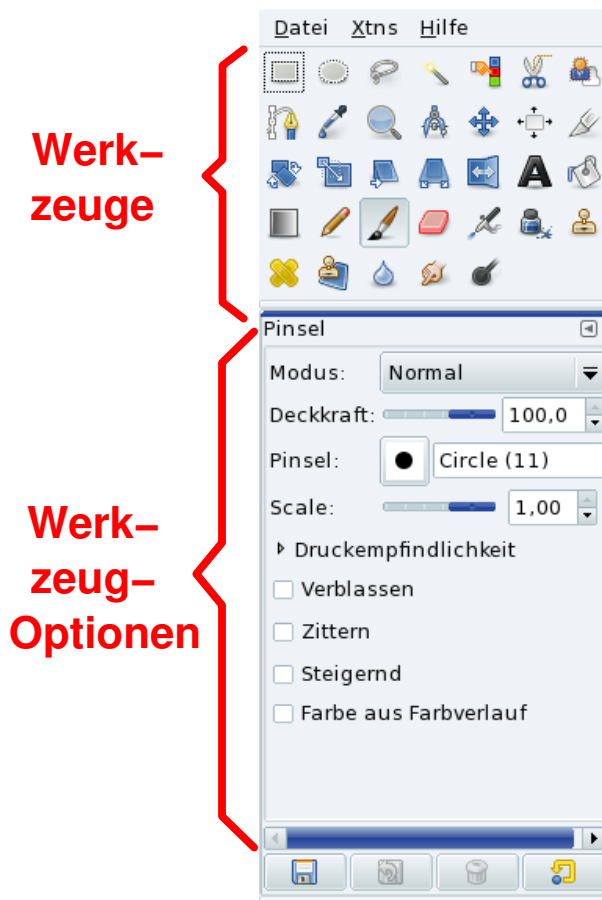 Datei Xtns Hilfe
Werk–
zeuge
Pinsel
Modus: Normal
Deckkraft: 100,0
Pinsel: Circle (11)
Scale: 1,00
Druckempfindlichkeit
Verblassen
Zittern
Steigernd
Farbe aus Farbverlauf
Werk–
zeug–
Optionen